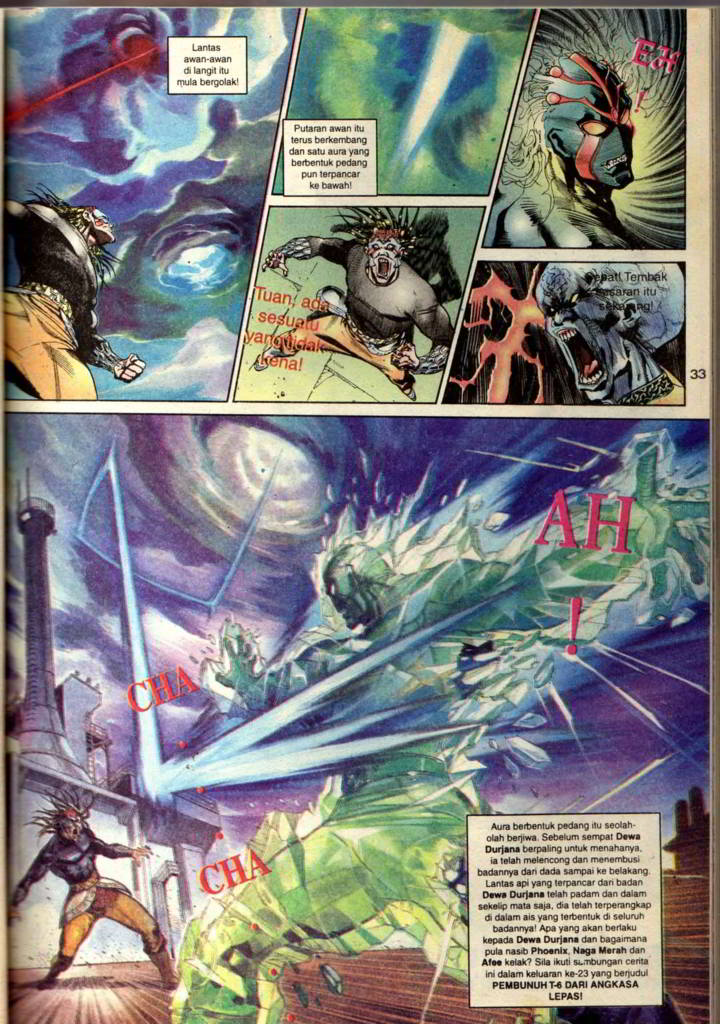 Lantas
awan-awan
di langit itu
mula bergolak!
Putaran awan itu
terus berkembang
dan satu aura yang
berbentuk pedang
pun terpancar
ke bawah!
EH
!
Tuan, ada
sesuatu
yang tidak
kena!
Cepat! Tembak
sasaran itu
sekarang!
33
AH
!
CHA
CHA
Aura berbentuk pedang itu seolah-
olah berjiwa. Sebelum sempat Dewa
Durjana berpaling untuk menahanya,
ia telah melencong dan menembusi
badannya dari dada sampai ke belakang.
Lantas api yang terpancar dari badan
Dewa Durjana telah padam dan dalam
sekelip mata saja, dia telah terperangkap
di dalam ais yang terbentuk di seluruh
badannya! Apa yang akan berlaku
kepada Dewa Durjana dan bagaimana
pula nasib Phoenix, Naga Merah dan
Afee kelak? Sila ikuti sumbungan cerita
ini dalam keluaran ke-23 yang berjudul
PEMBUNUH T-6 DARI ANGKASA
LEPAS!